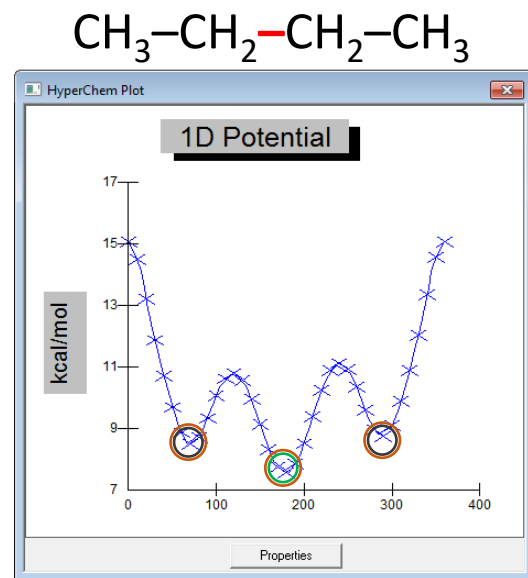 CH₃–CH₂–CH₂–CH₃
HyperChem Plot
1D Potential
kcal/mol
17
15
13
11
9
7
0 100 200 300 400
Properties